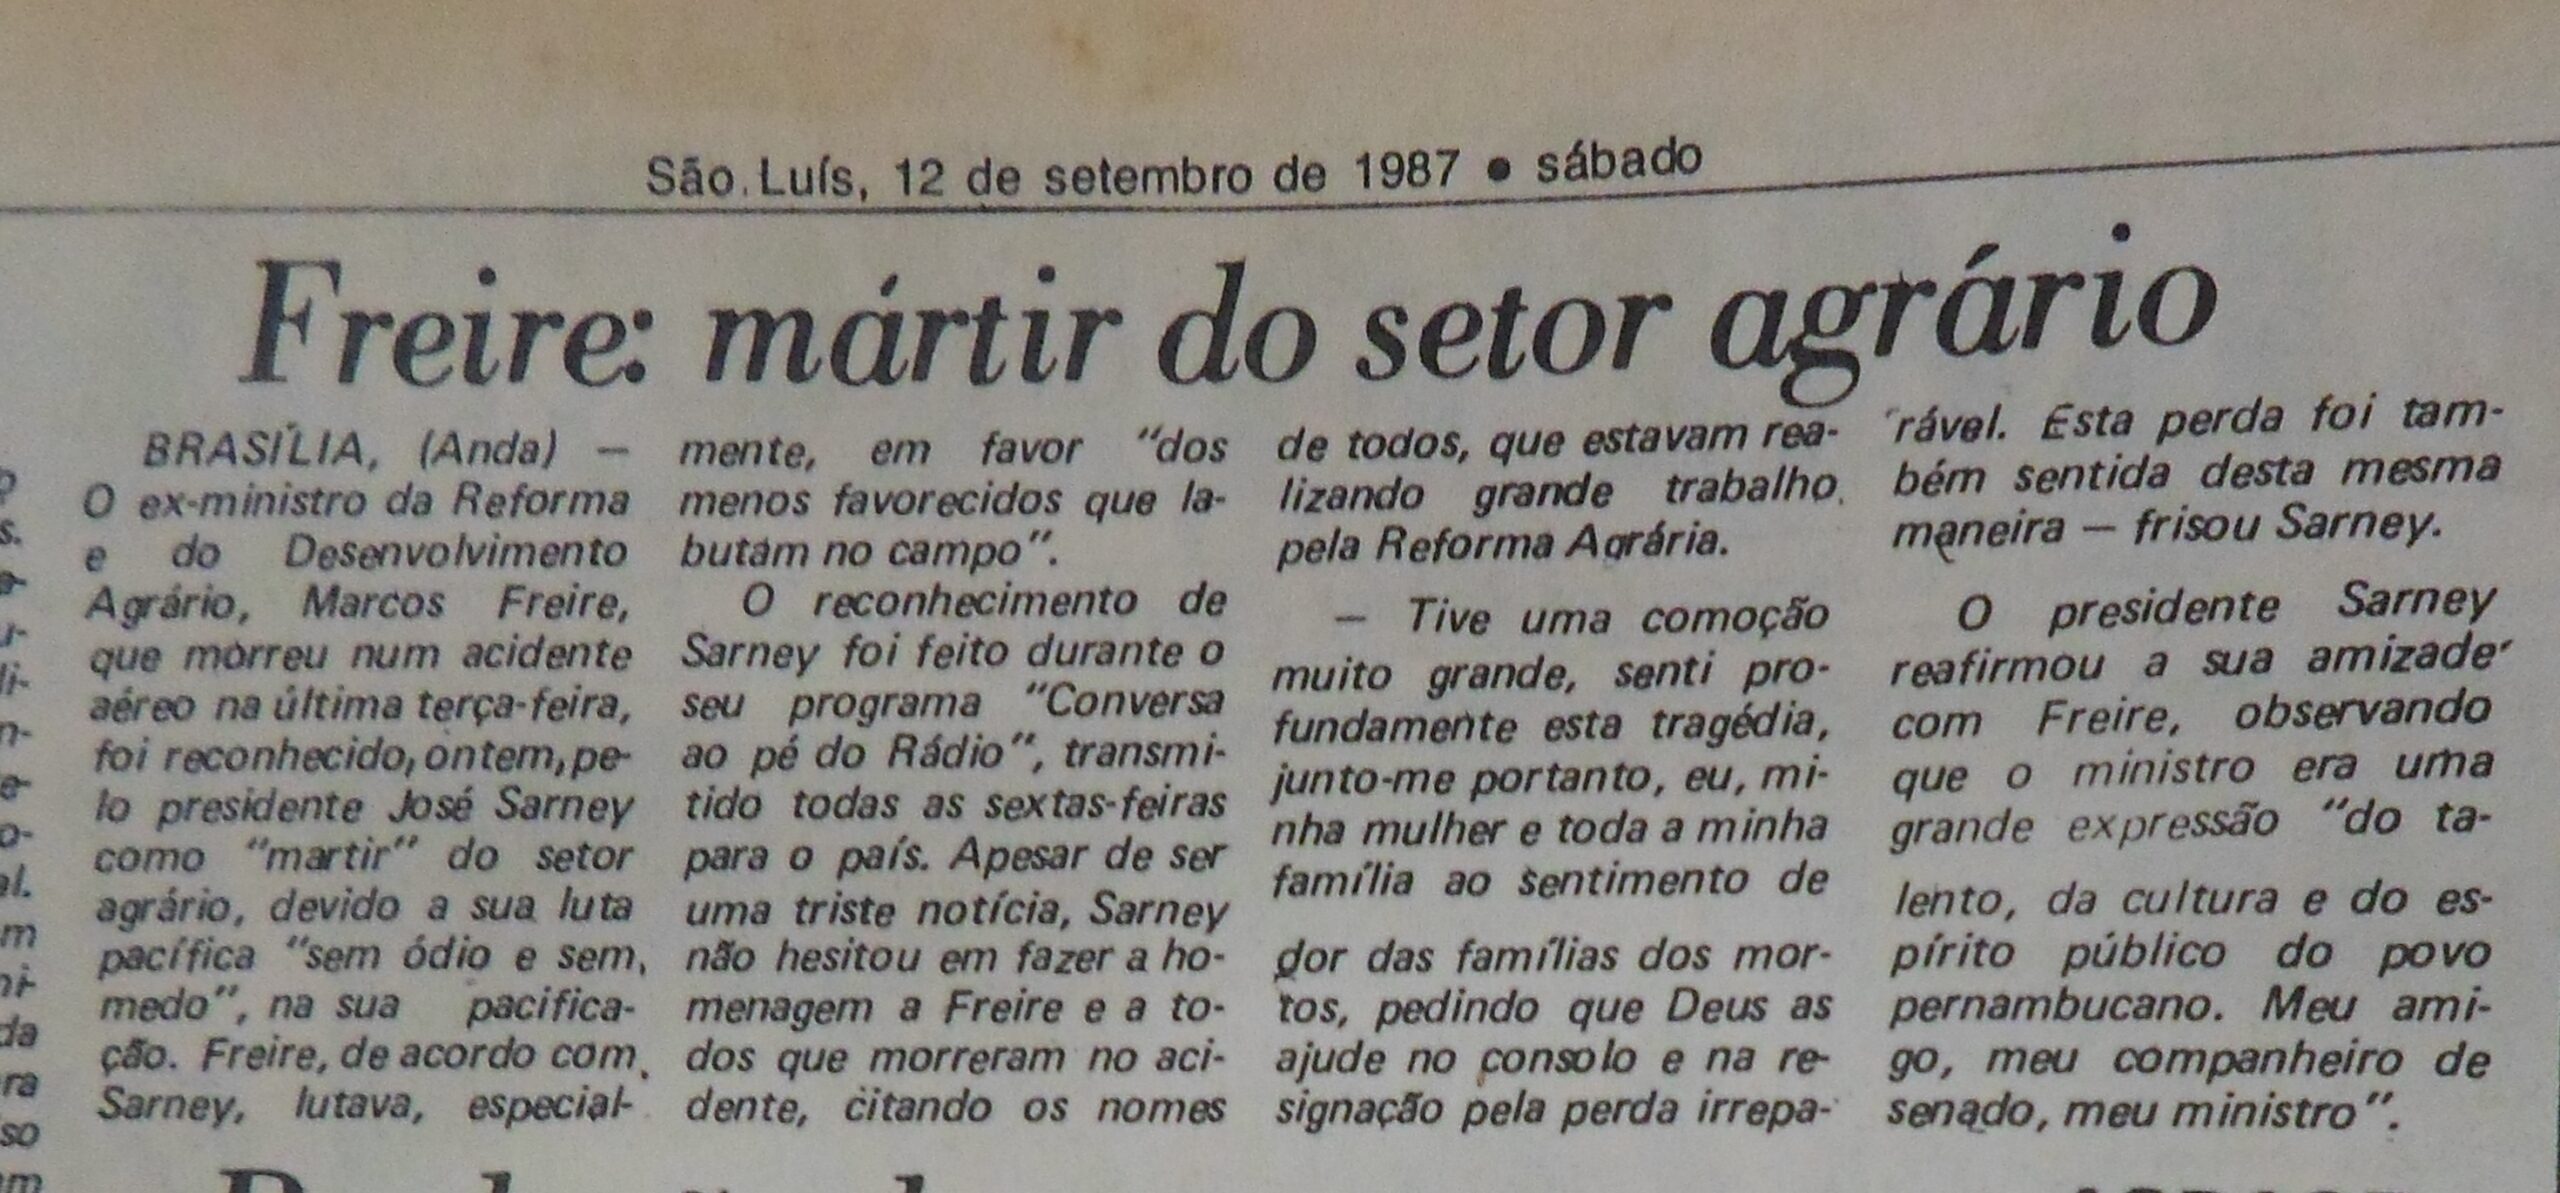 São Luís, 12 de setembro de 1987 • sábado
Freire: mártir do setor agrário
BRASÍLIA, (Anda) —
O ex-ministro da Reforma
e do Desenvolvimento
Agrário, Marcos Freire,
que morreu num acidente
aéreo na última terça-feira,
foi reconhecido, ontem, pe-
lo presidente José Sarney
como "martir" do setor
agrário, devido a sua luta
pacífica "sem ódio e sem
medo", na sua pacifica-
ção. Freire, de acordo com
Sarney, lutava, especial-
mente, em favor "dos
menos favorecidos que la-
butam no campo".
O reconhecimento de
Sarney foi feito durante o
seu programa "Conversa
ao pé do Rádio", transmi-
tido todas as sextas-feiras
para o país. Apesar de ser
uma triste notícia, Sarney
não hesitou em fazer a ho-
menagem a Freire e a to-
dos que morreram no aci-
dente, citando os nomes
de todos, que estavam rea-
lizando grande trabalho
pela Reforma Agrária.
— Tive uma comoção
muito grande, senti pro-
fundamente esta tragédia,
junto-me portanto, eu, mi-
nha mulher e toda a minha
família ao sentimento de
dor das famílias dos mor-
tos, pedindo que Deus as
ajude no consolo e na re-
signação pela perda irrepa-
rável. Esta perda foi tam-
bém sentida desta mesma
maneira — frisou Sarney.
O presidente Sarney
reafirmou a sua amizade
com Freire, observando
que o ministro era uma
grande expressão "do ta-
lento, da cultura e do es-
pírito público do povo
pernambucano. Meu ami-
go, meu companheiro de
senado, meu ministro".